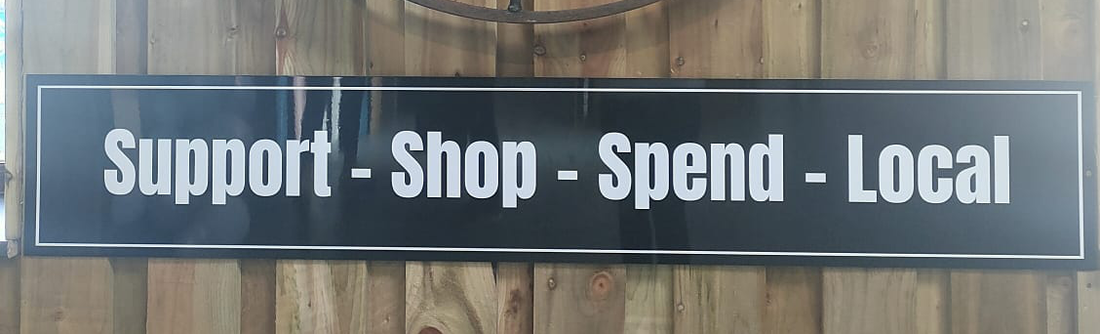 Support - Shop - Spend - Local